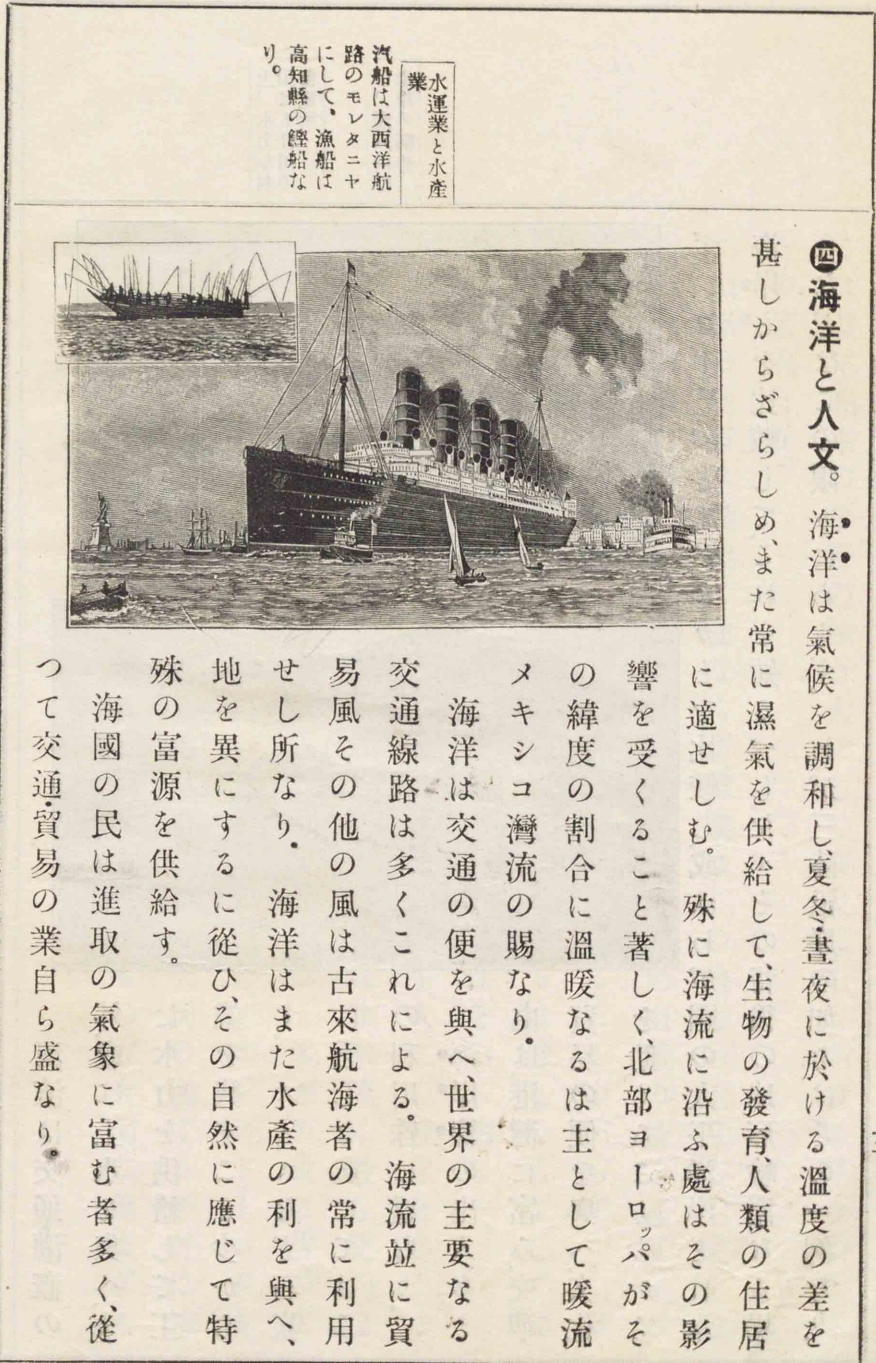 水運業と水產
業
汽船は大西洋航
路のモレタニヤ
にして、漁船は
高知縣の鰹船な
り。
四海洋と人文。 海洋は氣候を調和し、夏冬・晝夜に於ける溫度の差を
甚しからざらしめ、また常に濕氣を供給して、生物の發育、人類の住居
に適せしむ。 殊に海流に沿ふ處はその影
響を受くること著しく、北部ヨーロッパがそ
の緯度の割合に溫暖なるは主として暖流
メキシコ灣流の賜なり。
海洋は交通の便を與へ、世界の主要なる
交通線路は多くこれによる。 海流竝に貿
易風その他の風は古來航海者の常に利用
せし所なり。 海洋はまた水產の利を與へ、
地を異にするに從ひ、その自然に應じて特
殊の富源を供給す。
海國の民は進取の氣象に富む者多く、從
つて交通・貿易の業自ら盛なり。